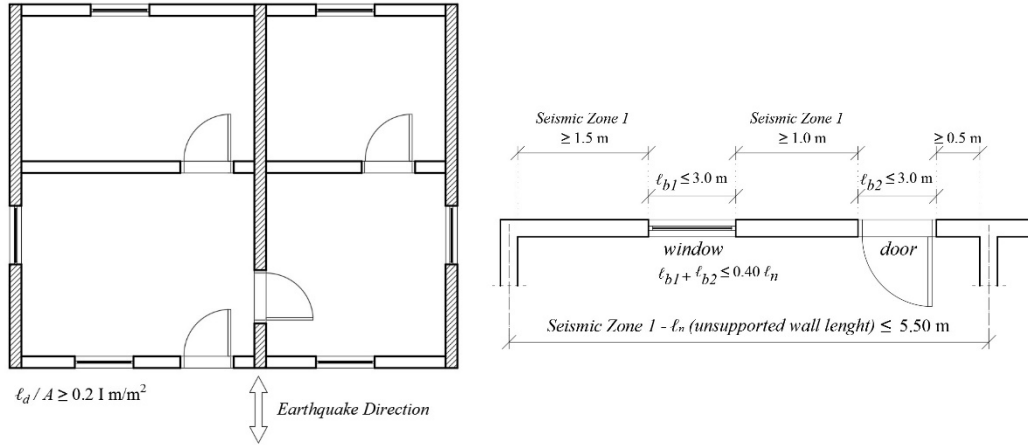 ℓd / A ≥ 0.2 I m/m²
Earthquake Direction
Seismic Zone 1
≥ 1.5 m
Seismic Zone 1
≥ 1.0 m
≥ 0.5 m
ℓb1 ≤ 3.0 m
ℓb2 ≤ 3.0 m
window
door
ℓb1 + ℓb2 ≤ 0.40 ℓn
Seismic Zone 1 - ℓn (unsupported wall lenght) ≤ 5.50 m